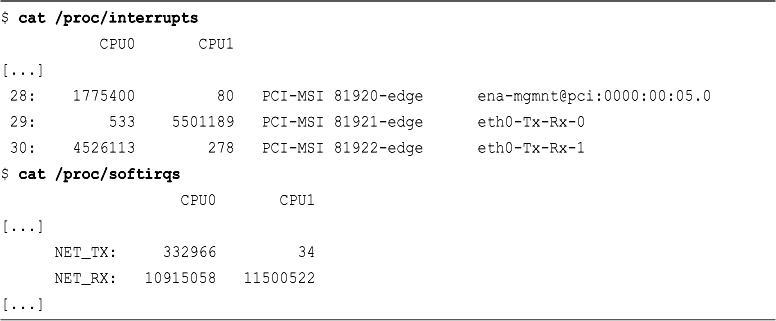 $ cat /proc/interrupts
CPU0 CPU1
[...]
28: 1775400 80 PCI-MSI 81920-edge ena-mgmnt@pci:0000:00:05.0
29: 533 5501189 PCI-MSI 81921-edge eth0-Tx-Rx-0
30: 4526113 278 PCI-MSI 81922-edge eth0-Tx-Rx-1
$ cat /proc/softirqs
CPU0 CPU1
[...]
NET_TX: 332966 34
NET_RX: 10915058 11500522
[...]